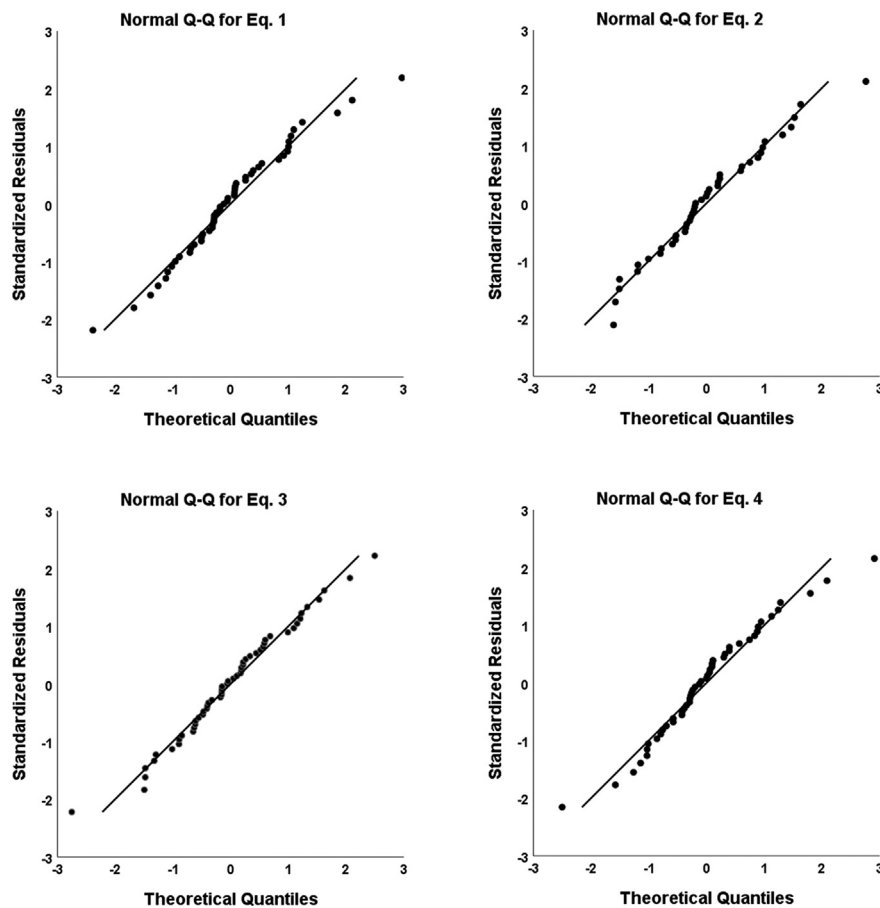 Normal Q-Q for Eq. 1
Standardized Residuals
3
2
1
0
-1
-2
-3
-3 -2 -1 0 1 2 3
Theoretical Quantiles
Normal Q-Q for Eq. 2
Standardized Residuals
3
2
1
0
-1
-2
-3
-3 -2 -1 0 1 2 3
Theoretical Quantiles
Normal Q-Q for Eq. 3
Standardized Residuals
3
2
1
0
-1
-2
-3
-3 -2 -1 0 1 2 3
Theoretical Quantiles
Normal Q-Q for Eq. 4
Standardized Residuals
3
2
1
0
-1
-2
-3
-3 -2 -1 0 1 2 3
Theoretical Quantiles